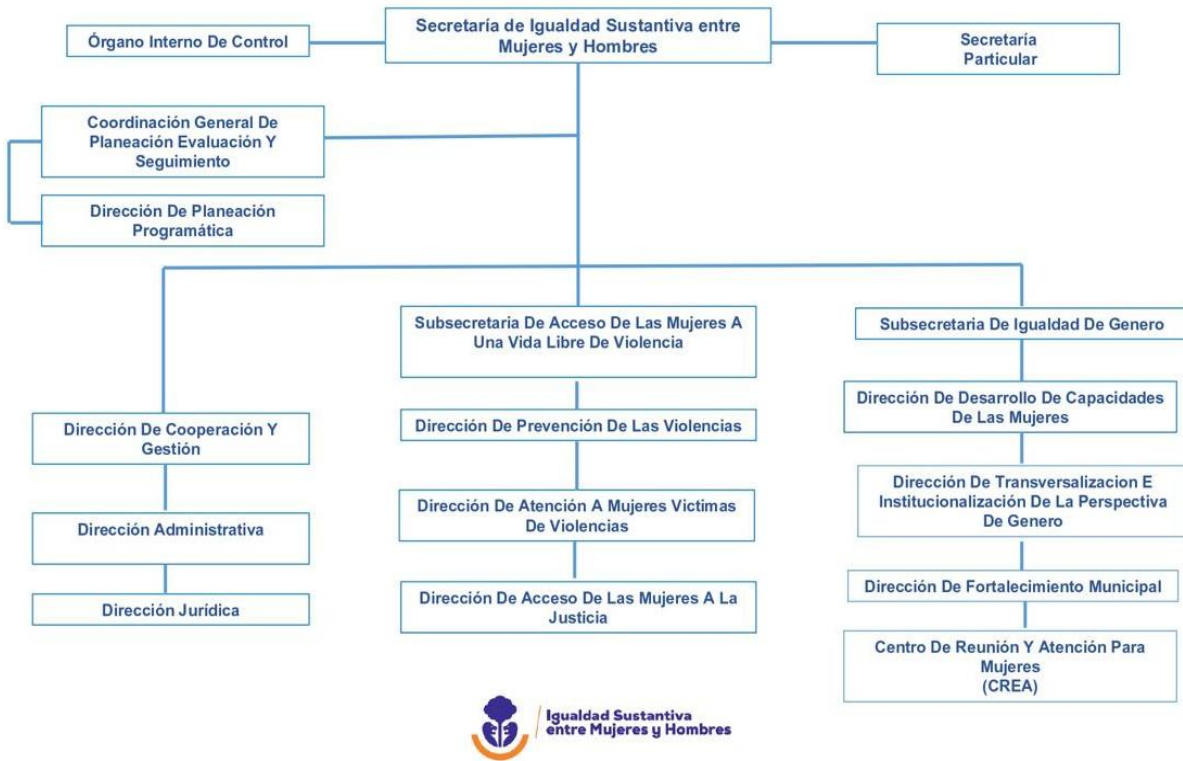 Secretaría de Igualdad Sustantiva entre
Mujeres y Hombres
Órgano Interno De Control
Secretaría
Particular
Coordinación General De
Planeación Evaluación Y
Seguimiento
Dirección De Planeación
Programática
Dirección De Cooperación Y
Gestión
Dirección Administrativa
Dirección Jurídica
Subsecretaria De Acceso De Las Mujeres A
Una Vida Libre De Violencia
Dirección De Prevención De Las Violencias
Dirección De Atención A Mujeres Victimas
De Violencias
Dirección De Acceso De Las Mujeres A La
Justicia
Subsecretaria De Igualdad De Genero
Dirección De Desarrollo De Capacidades
De Las Mujeres
Dirección De Transversalizacion E
Institucionalización De La Perspectiva
De Genero
Dirección De Fortalecimiento Municipal
Centro De Reunión Y Atención Para
Mujeres
(CREA)
Igualdad Sustantiva
entre Mujeres y Hombres